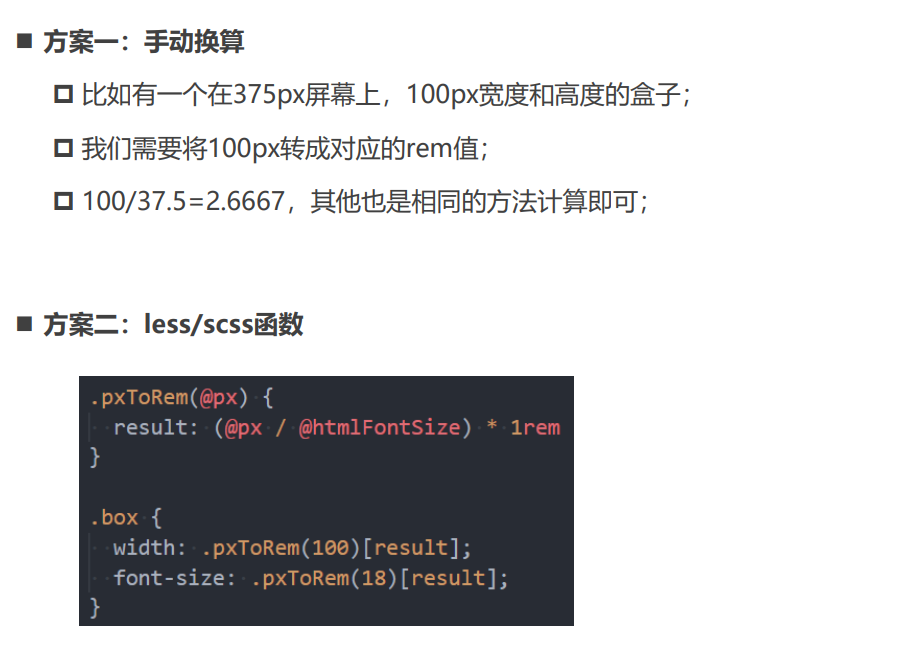 ■ 方案一：手动换算
比如有一个在375px屏幕上，100px宽度和高度的盒子；
我们需要将100px转成对应的rem值；
100/37.5=2.6667，其他也是相同的方法计算即可；
■ 方案二：less/scss函数
.pxToRem(@px) {
  result: (@px / @htmlFontSize) * 1rem
}
.box {
  width: .pxToRem(100)[result];
  font-size: .pxToRem(18)[result];
}